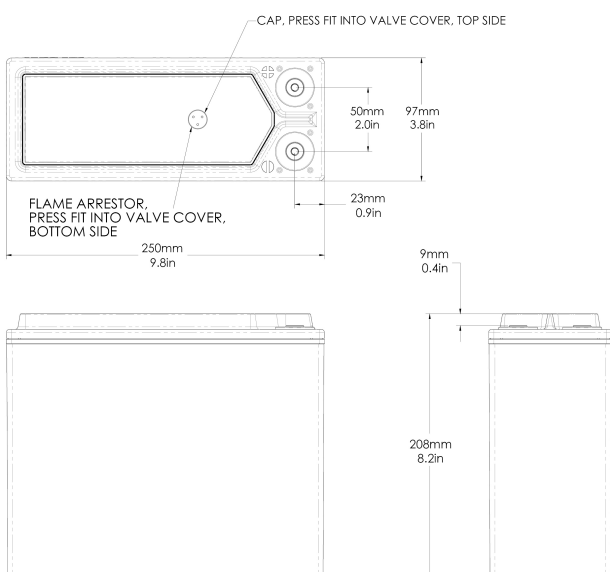 CAP, PRESS FIT INTO VALVE COVER, TOP SIDE
50mm
2.0in
97mm
3.8in
23mm
0.9in
FLAME ARRESTOR,
PRESS FIT INTO VALVE COVER,
BOTTOM SIDE
250mm
9.8in
9mm
0.4in
208mm
8.2in